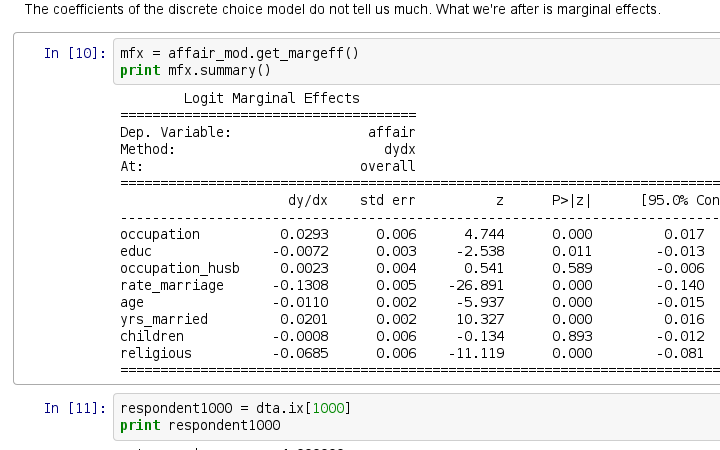 The coefficients of the discrete choice model do not tell us much. What we're after is marginal effects.
In [10]: mfx = affair_mod.get_margeff()
print mfx.summary()
Logit Marginal Effects
=====================================
Dep. Variable: affair
Method: dydx
At: overall
===========================================================================
dy/dx std err z P>|z| [95.0% Con
---------------------------------------------------------------------------
occupation 0.0293 0.006 4.744 0.000 0.017
educ -0.0072 0.003 -2.538 0.011 -0.013
occupation_husb 0.0023 0.004 0.541 0.589 -0.006
rate_marriage -0.1308 0.005 -26.891 0.000 -0.140
age -0.0110 0.002 -5.937 0.000 -0.015
yrs_married 0.0201 0.002 10.327 0.000 0.016
children -0.0008 0.006 -0.134 0.893 -0.012
religious -0.0685 0.006 -11.119 0.000 -0.081
===========================================================================
In [11]: respondent1000 = dta.ix[1000]
print respondent1000